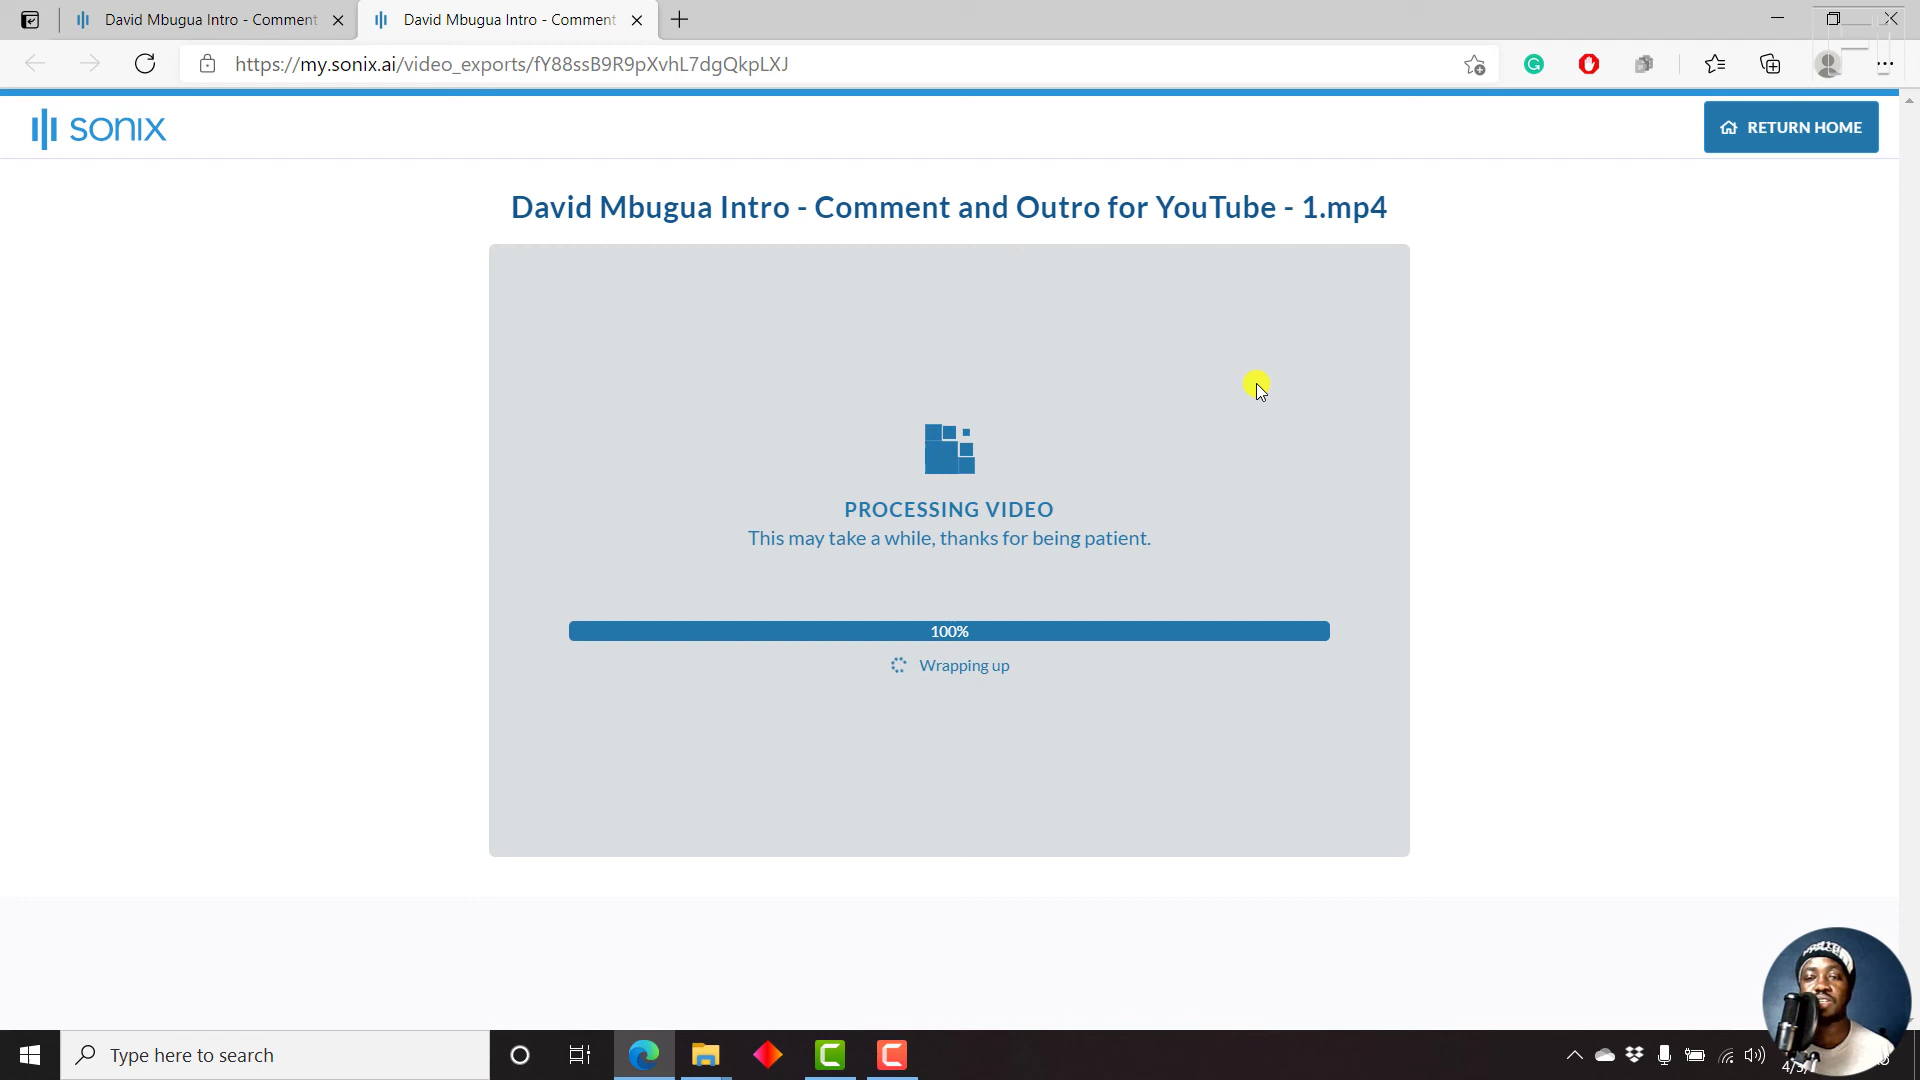 David Mbugua Intro - Comment
David Mbugua Intro - Comment
https://my.sonix.ai/video_exports/fY88ssB9R9pXvhL7dgQkpLXJ
sonix
RETURN HOME
David Mbugua Intro - Comment and Outro for YouTube - 1.mp4
PROCESSING VIDEO
This may take a while, thanks for being patient.
100%
Wrapping up
Type here to search